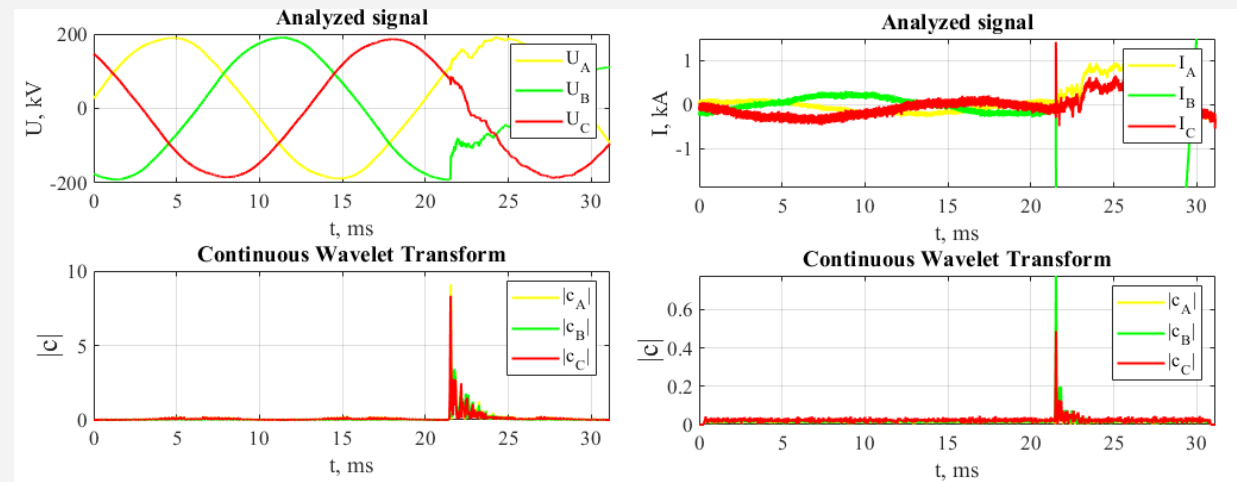 Analyzed signal
200
0
-200
U, kV
U_A
U_B
U_C
0 5 10 15 20 25 30
t, ms
Analyzed signal
1
0
-1
I, kA
I_A
I_B
I_C
0 5 10 15 20 25 30
t, ms
Continuous Wavelet Transform
10
5
0
|c|
|c_A|
|c_B|
|c_C|
0 5 10 15 20 25 30
t, ms
Continuous Wavelet Transform
0.6
0.4
0.2
0
|c|
|c_A|
|c_B|
|c_C|
0 5 10 15 20 25 30
t, ms